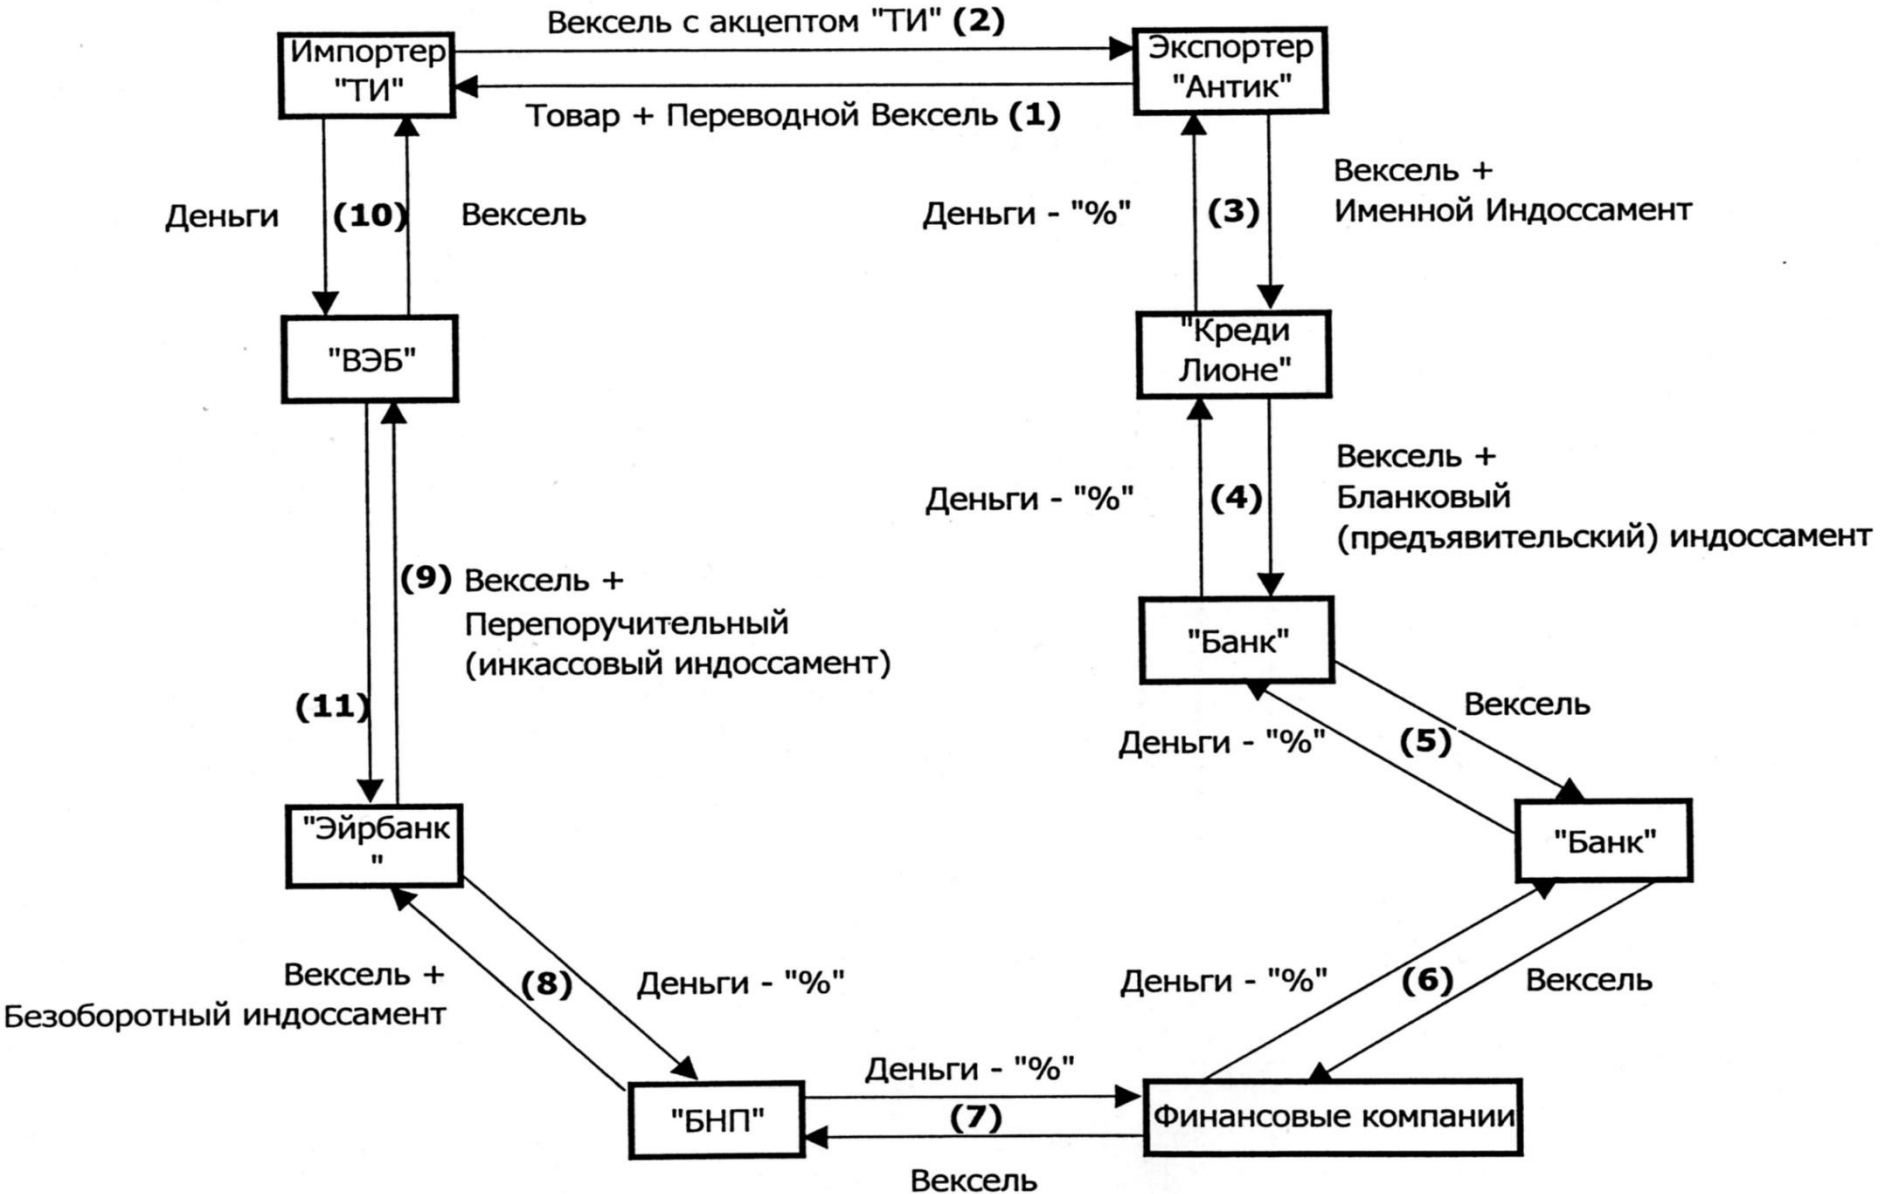 Вексель с акцептом "ТИ" (2)
Импортер
"ТИ"
Экспортер
"Антик"
Товар + Переводной Вексель (1)
Деньги
(10)
Вексель
Деньги - "%"
(3)
Вексель +
Именной Индоссамент
"ВЭБ"
"Креди
Лионе"
Деньги - "%"
(4)
Вексель +
Бланковый
(предъявительский) индоссамент
(9) Вексель +
Перепоручительный
(инкассовый индоссамент)
(11)
"Банк"
Вексель
Деньги - "%"
(5)
"Эйрбанк
"
"Банк"
Вексель +
Безоборотный индоссамент
(8)
Деньги - "%"
Деньги - "%"
(6)
Вексель
Деньги - "%"
"БНП"
(7)
Финансовые компании
Вексель